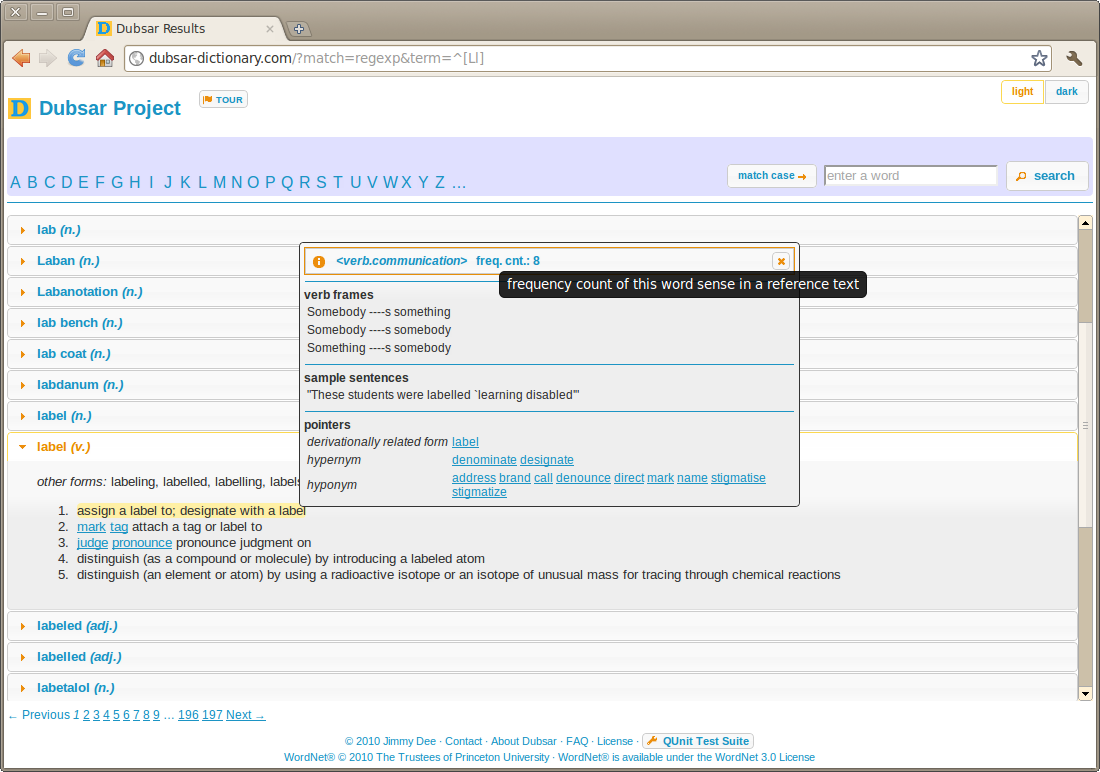 Dubsar Results
dubsar-dictionary.com/?match=regexp&term=^[Ll]
light dark
D Dubsar Project TOUR
A B C D E F G H I J K L M N O P Q R S T U V W X Y Z ...
match case enter a word search
lab (n.)
Laban (n.)
Labanotation (n.)
lab bench (n.)
lab coat (n.)
labdanum (n.)
label (n.)
label (v.)
<verb.communication> freq. cnt.: 8
frequency count of this word sense in a reference text
verb frames
Somebody ----s something
Somebody ----s somebody
Something ----s somebody
sample sentences
"These students were labelled `learning disabled'"
pointers
derivationally related form label
hypernym denominate designate
hyponym address brand call denounce direct mark name stigmatise
stigmatize
other forms: labeling, labelled, labelling, labels
1. assign a label to; designate with a label
2. mark tag attach a tag or label to
3. judge pronounce pronounce judgment on
4. distinguish (as a compound or molecule) by introducing a labeled atom
5. distinguish (an element or atom) by using a radioactive isotope or an isotope of unusual mass for tracing through chemical reactions
labeled (adj.)
labelled (adj.)
labetalol (n.)
← Previous 1 2 3 4 5 6 7 8 9 ... 196 197 Next →
© 2010 Jimmy Dee · Contact · About Dubsar · FAQ · License · QUnit Test Suite
WordNet® © 2010 The Trustees of Princeton University · WordNet® is available under the WordNet 3.0 License